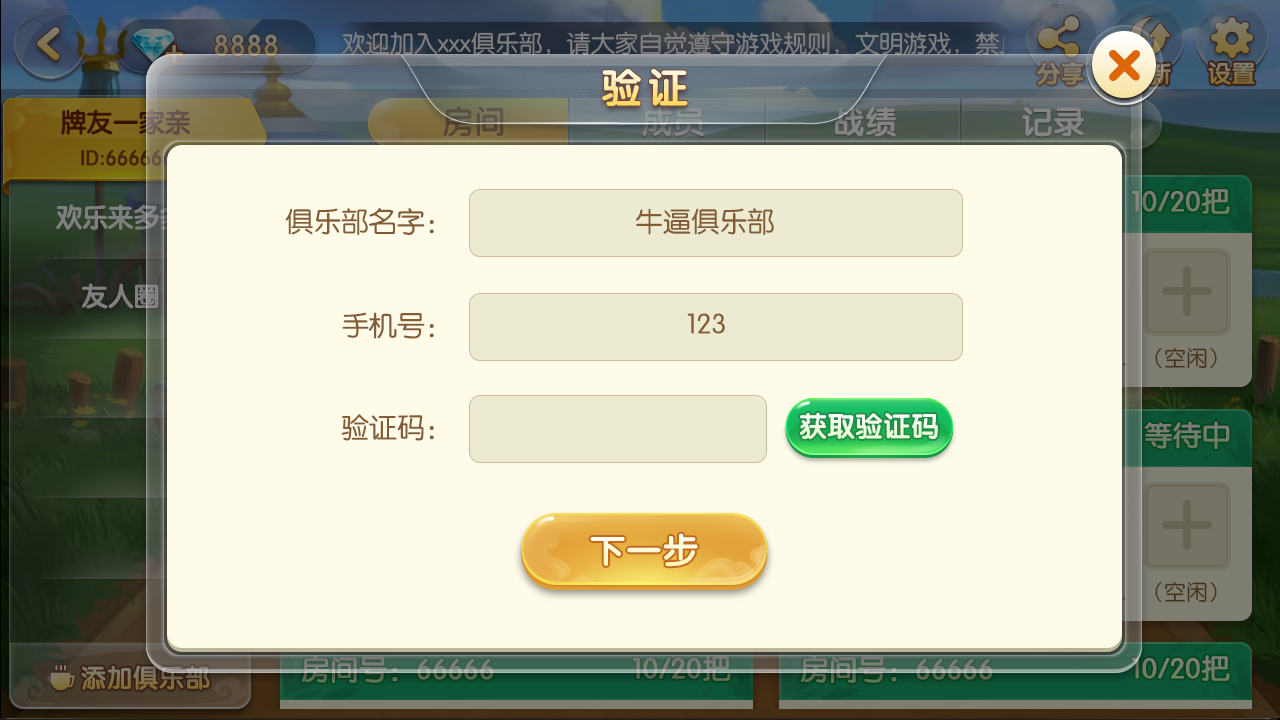 8888
欢迎加入xxx俱乐部，请大家自觉遵守游戏规则，文明游戏，禁
分享
新
设置
验证
牌友一家亲
ID:66666
房间
成员
战绩
记录
欢乐来多
友人圈
俱乐部名字：
牛逼俱乐部
手机号：
123
验证码：
获取验证码
下一步
10/20把
（空闲）
等待中
（空闲）
添加俱乐部
房间号：66666
10/20把
房间号：66666
10/20把